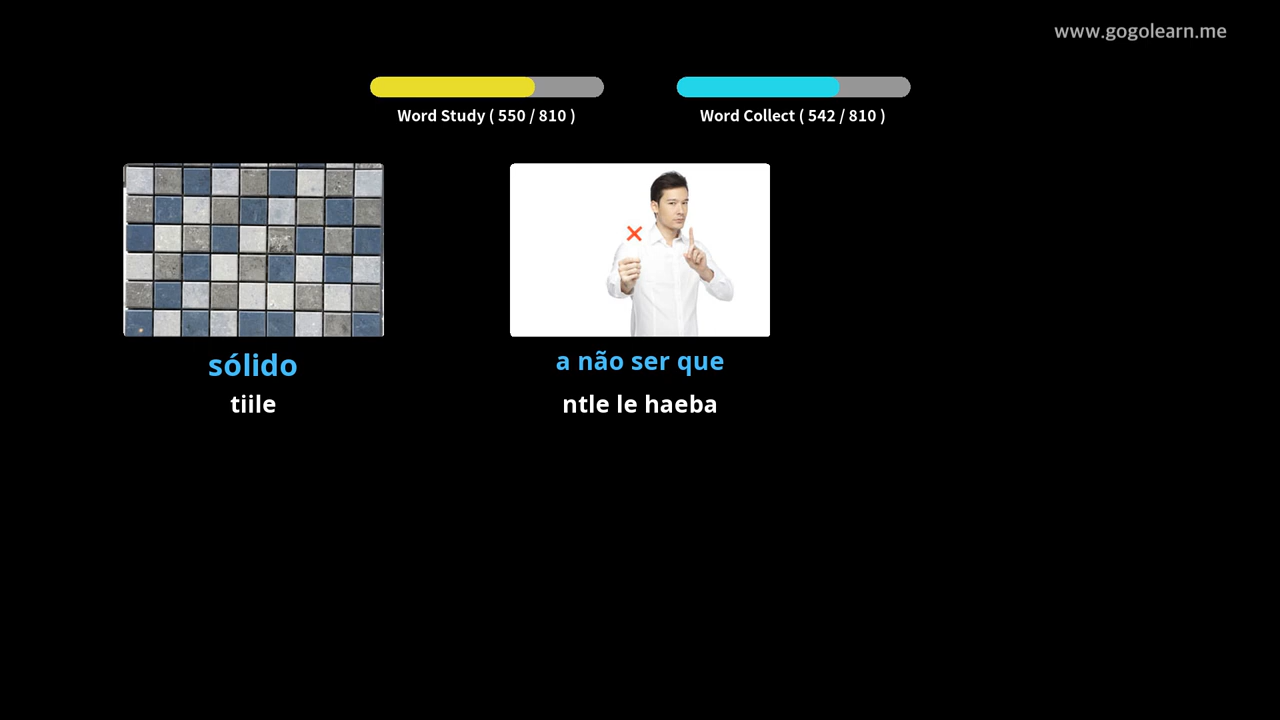 www.gogolearn.me
Word Study ( 550 / 810 )
Word Collect ( 542 / 810 )
sólido
tiile
a não ser que
ntle le haeba